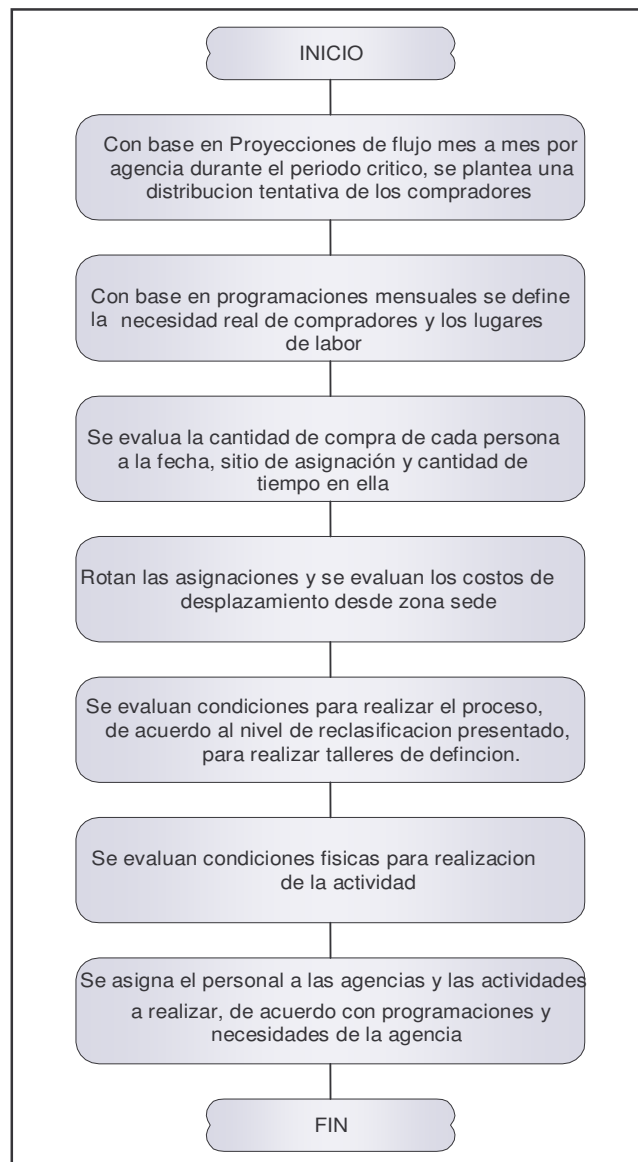 INICIO
Con base en Proyecciones de flujo mes a mes por
agencia durante el periodo critico, se plantea una
distribucion tentativa de los compradores
Con base en programaciones mensuales se define
la necesidad real de compradores y los lugares
de labor
Se evalua la cantidad de compra de cada persona
a la fecha, sitio de asignación y cantidad de
tiempo en ella
Rotan las asignaciones y se evaluan los costos de
desplazamiento desde zona sede
Se evaluan condiciones para realizar el proceso,
de acuerdo al nivel de reclasificacion presentado,
para realizar talleres de defincion.
Se evaluan condiciones fisicas para realizacion
de la actividad
Se asigna el personal a las agencias y las actividades
a realizar, de acuerdo con programaciones y
necesidades de la agencia
FIN